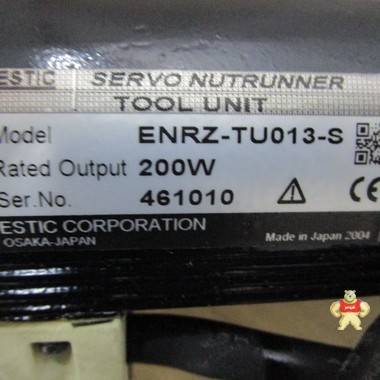 ESTIC SERVO NUTRUNNER
TOOL UNIT
Model ENRZ-TU013-S
Rated Output 200W
Ser.No. 461010
ESTIC CORPORATION
OSAKA-JAPAN Made in Japan 2004